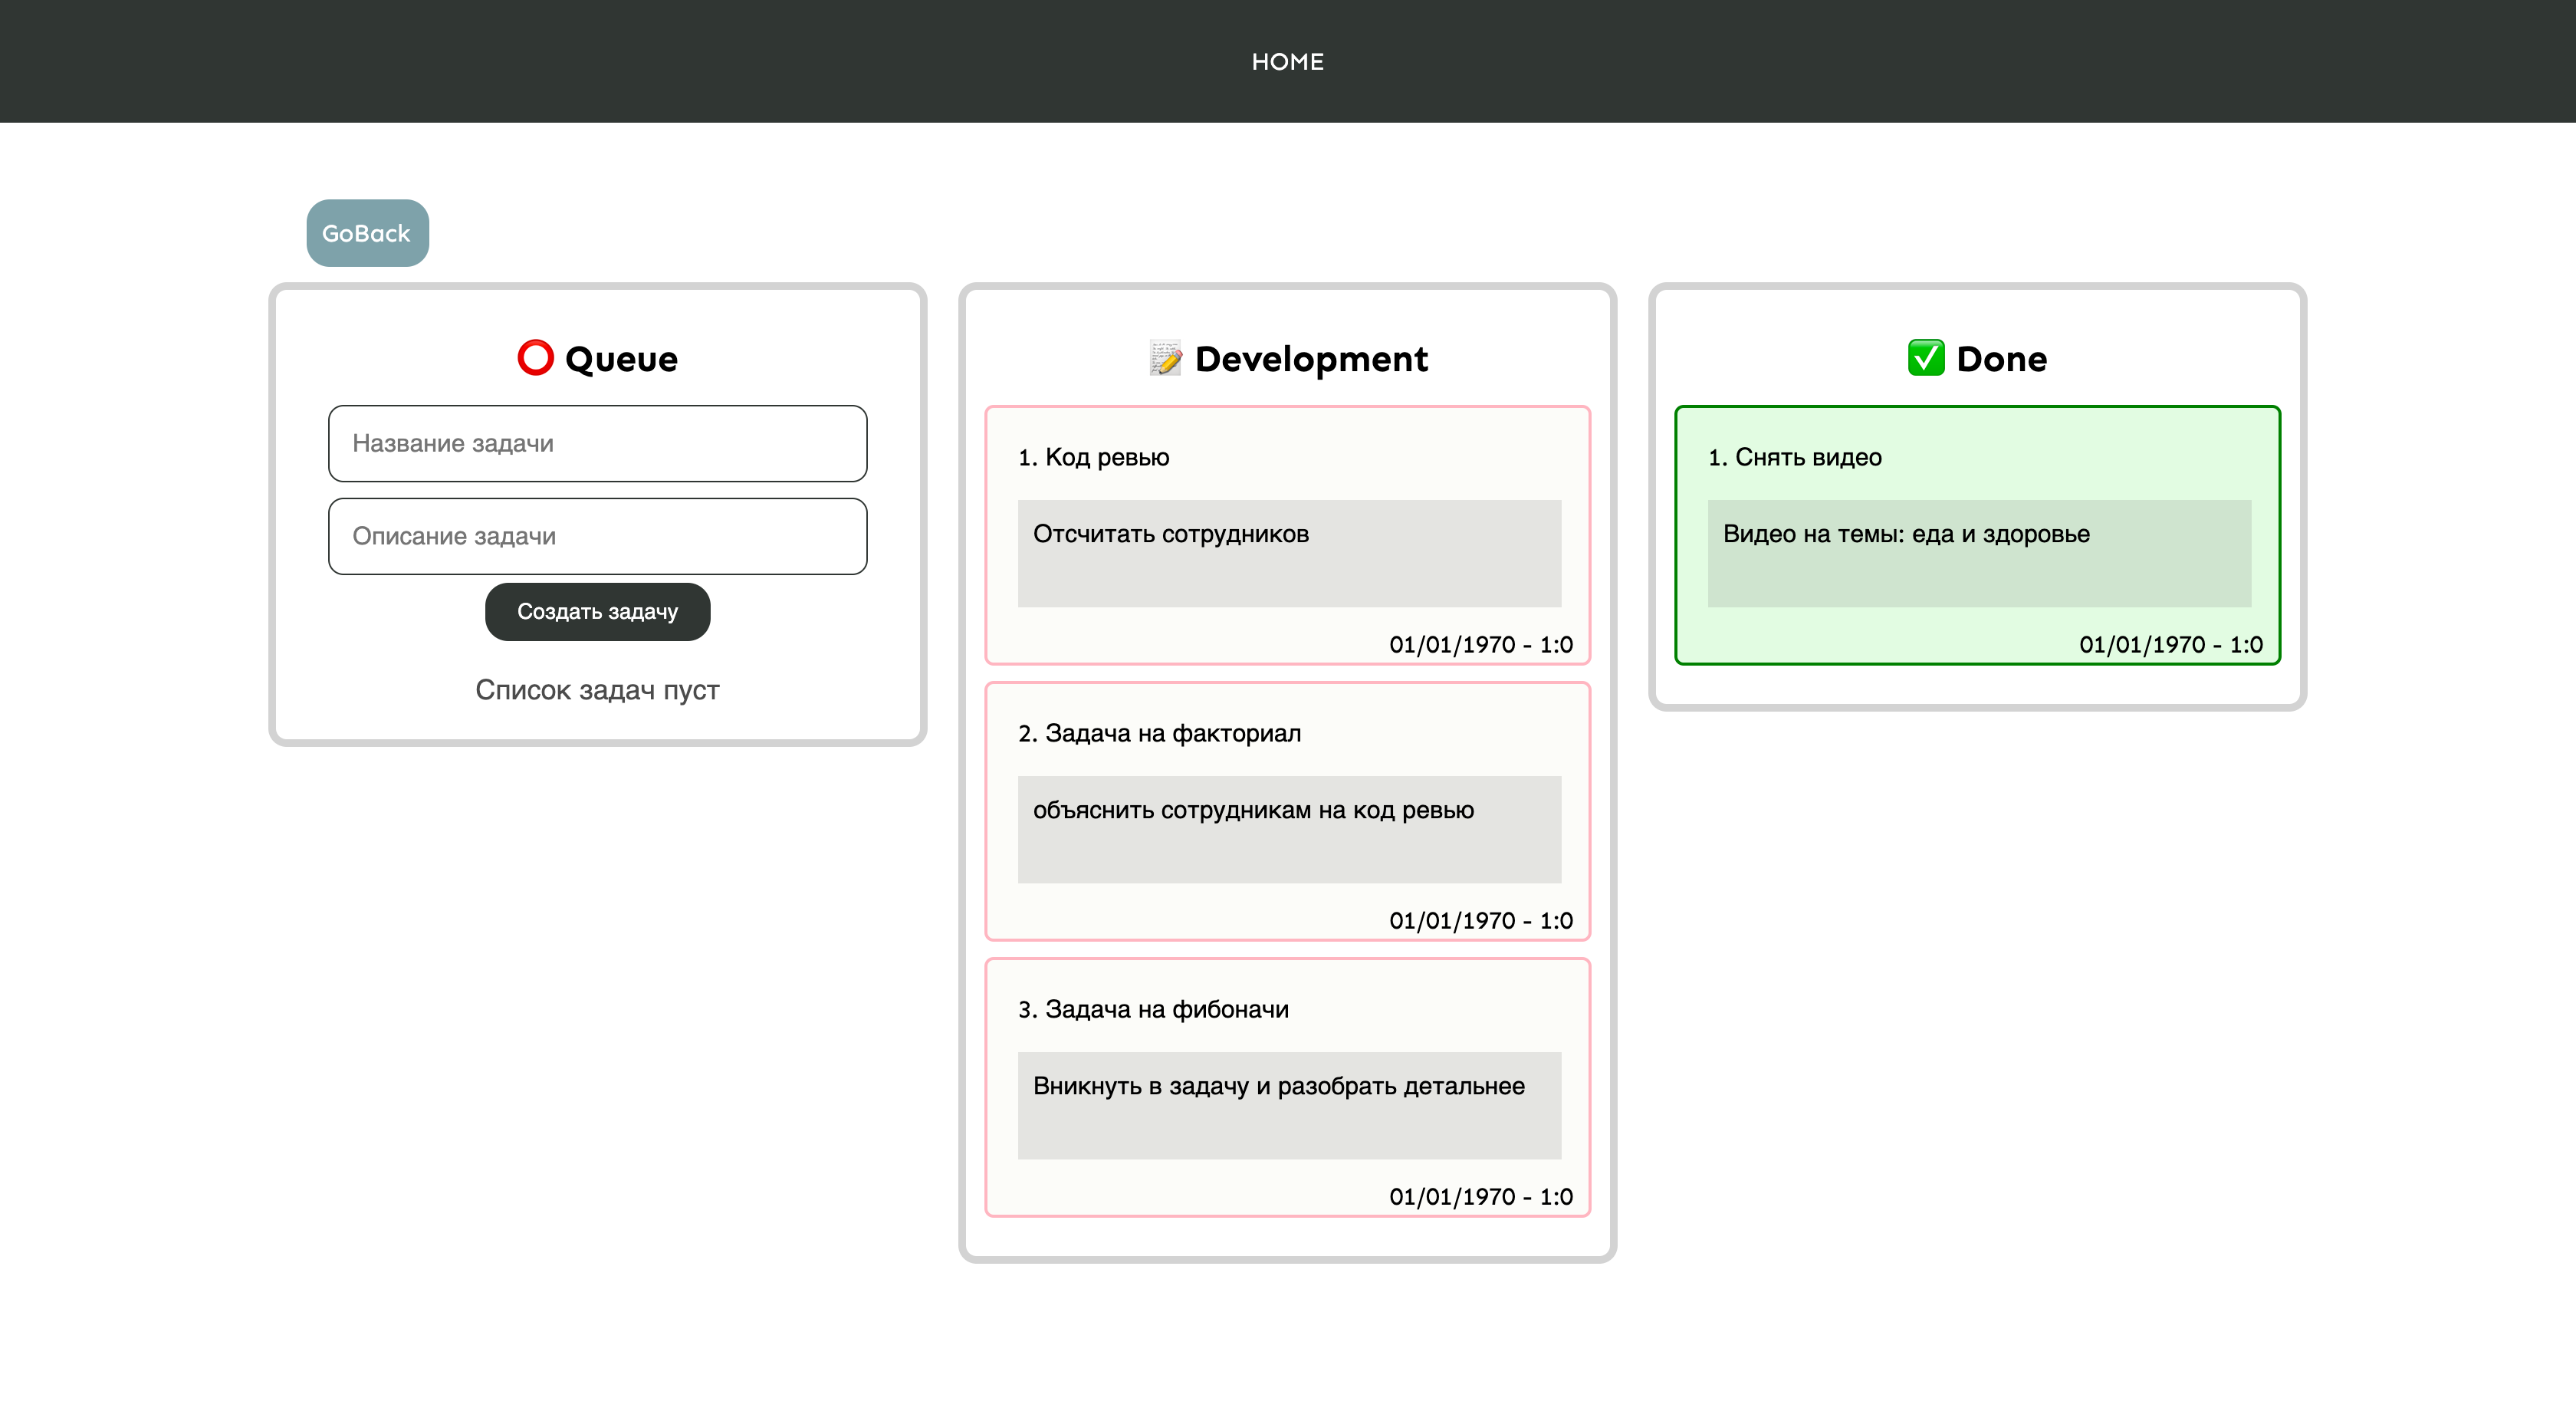 HOME
GoBack
Queue
Название задачи
Описание задачи
Создать задачу
Список задач пуст
Development
1. Код ревью
Отсчитать сотрудников
01/01/1970 - 1:0
2. Задача на факториал
объяснить сотрудникам на код ревью
01/01/1970 - 1:0
3. Задача на фибоначи
Вникнуть в задачу и разобрать детальнее
01/01/1970 - 1:0
Done
1. Снять видео
Видео на темы: еда и здоровье
01/01/1970 - 1:0